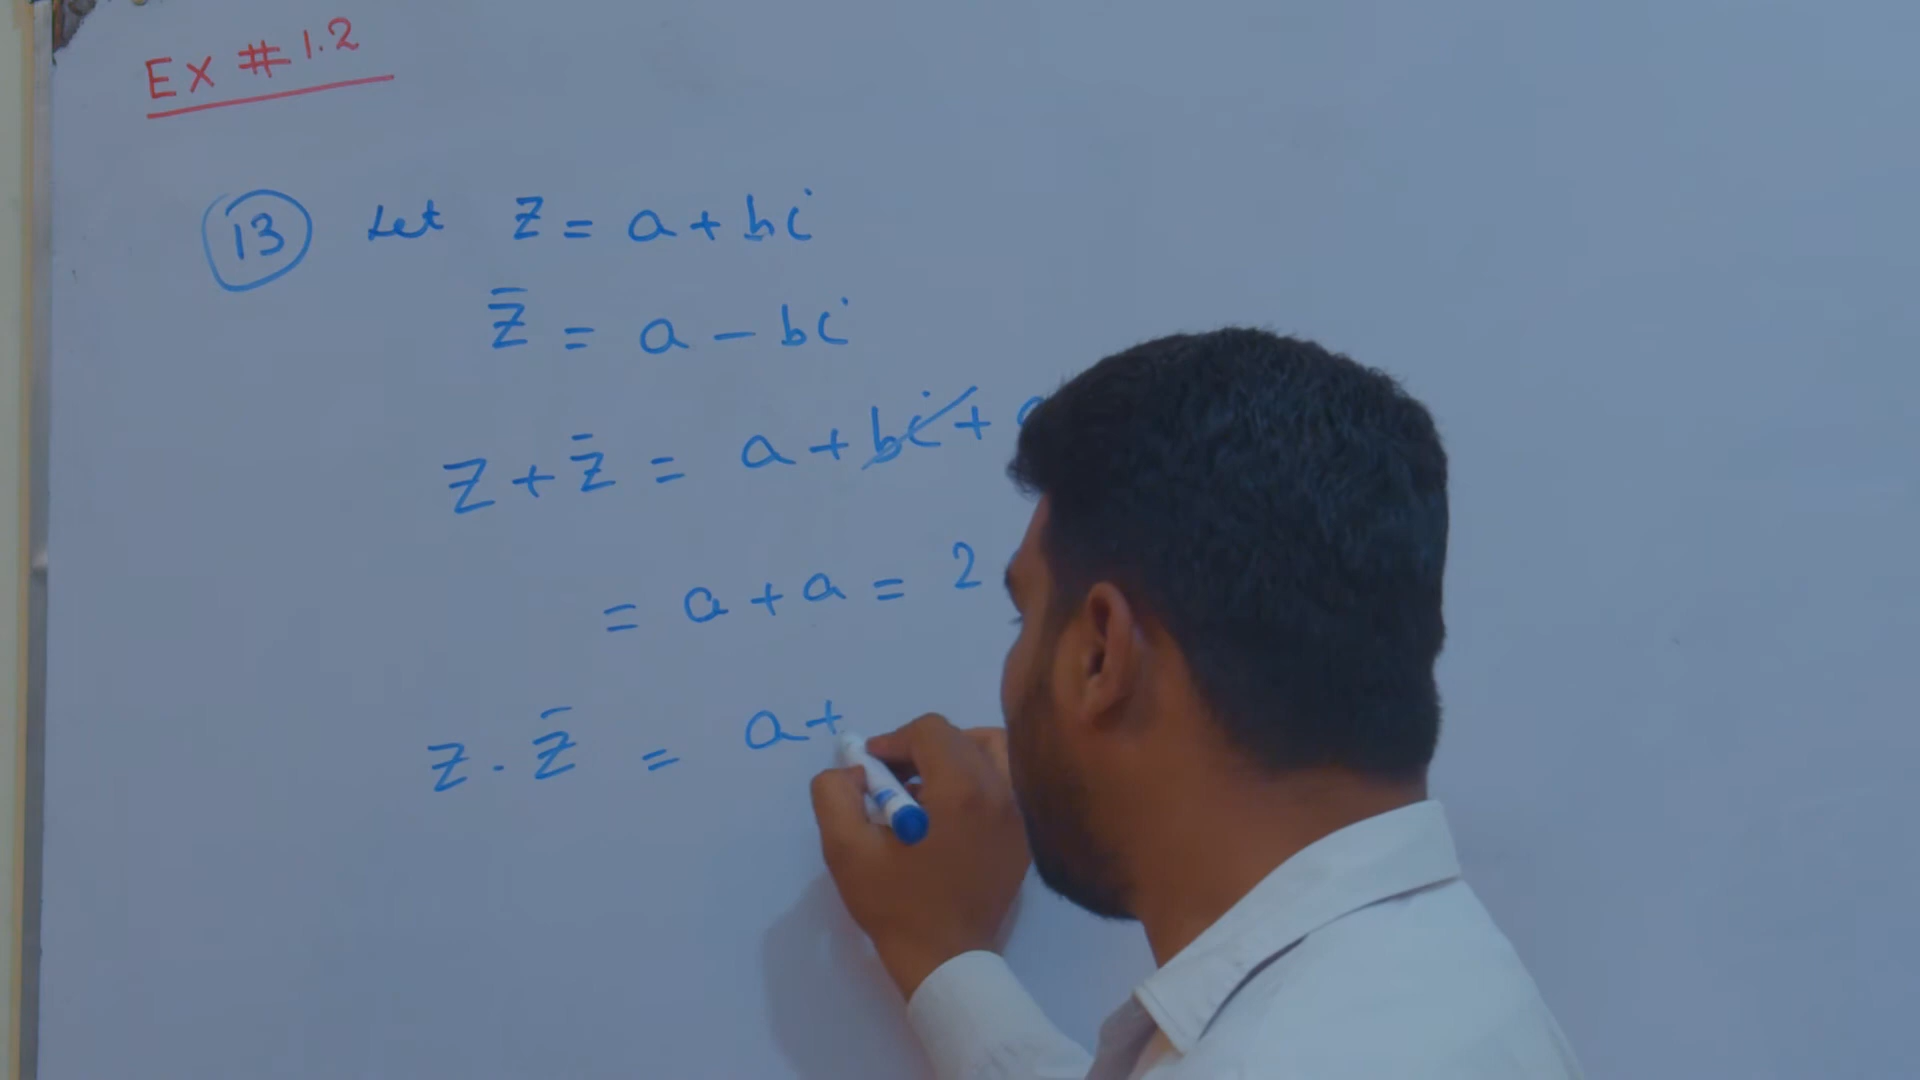 Ex # 1.2
13 Let z = a + bi
z̄ = a - bi
z + z̄ = a + bi +
= a + a = 2
z . z̄ = a +